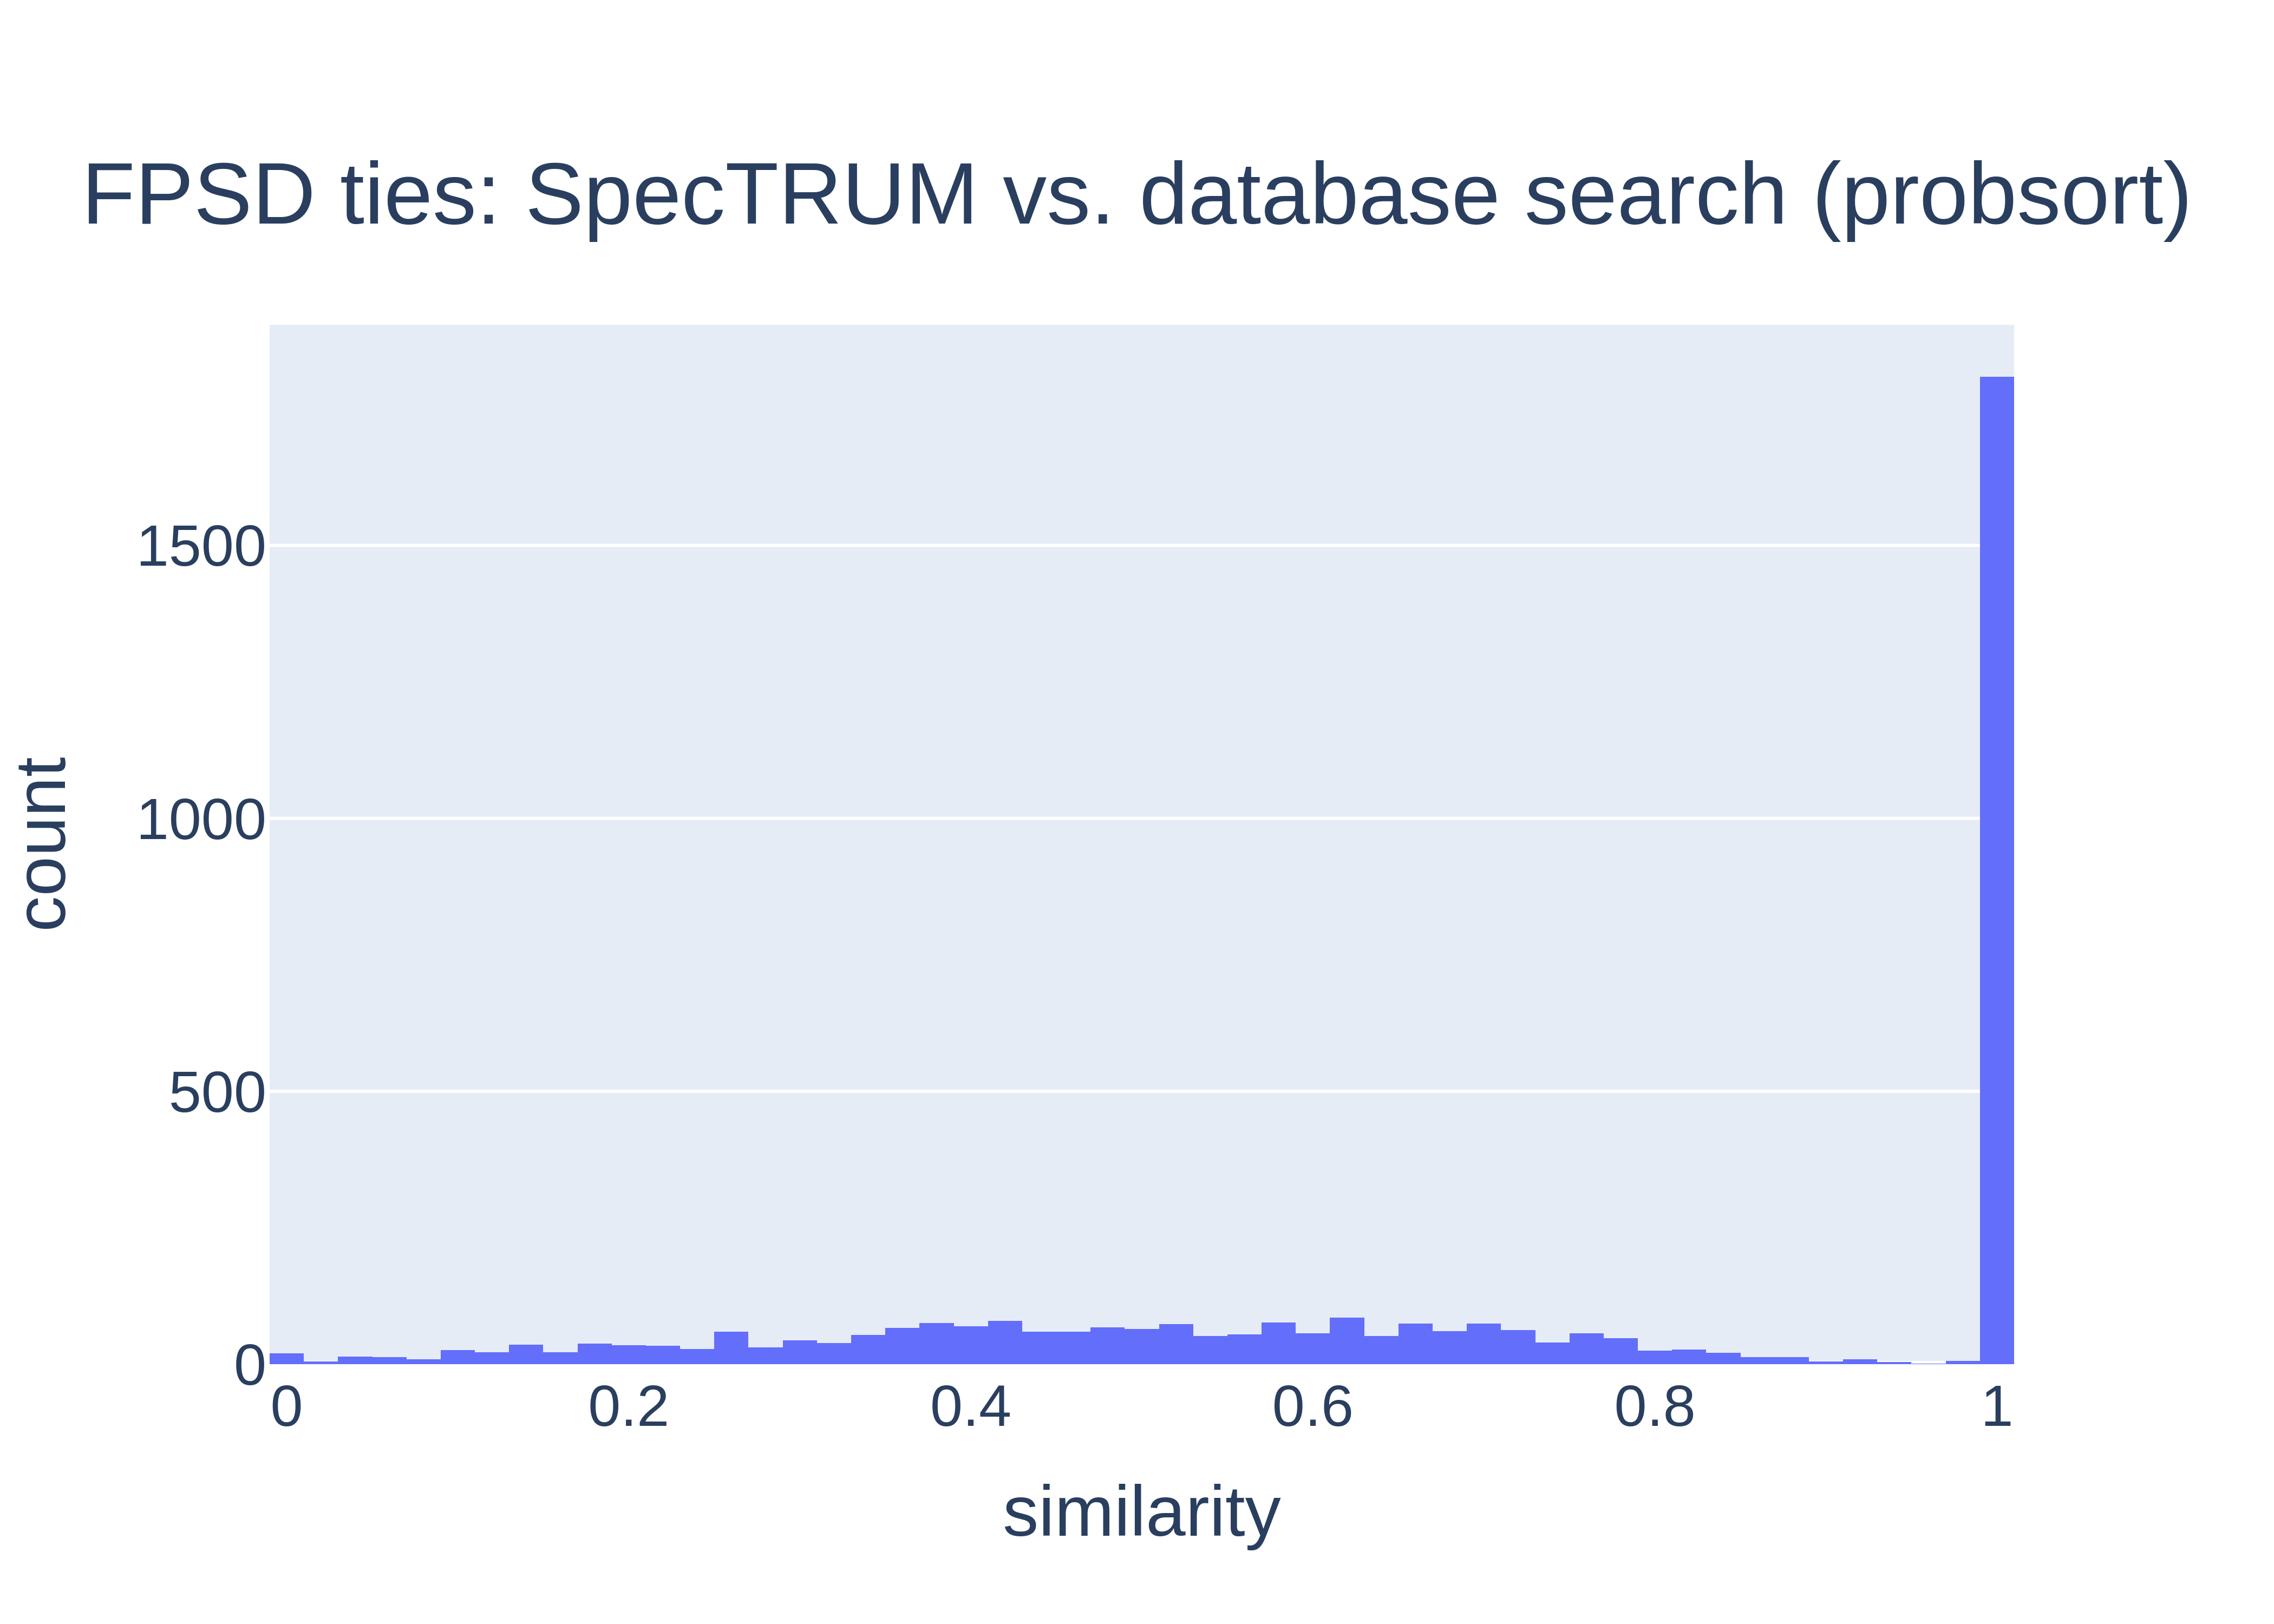 FPSD ties: SpecTRUM vs. database search (probsort)
count
1500
1000
500
0
0 0.2 0.4 0.6 0.8 1
similarity